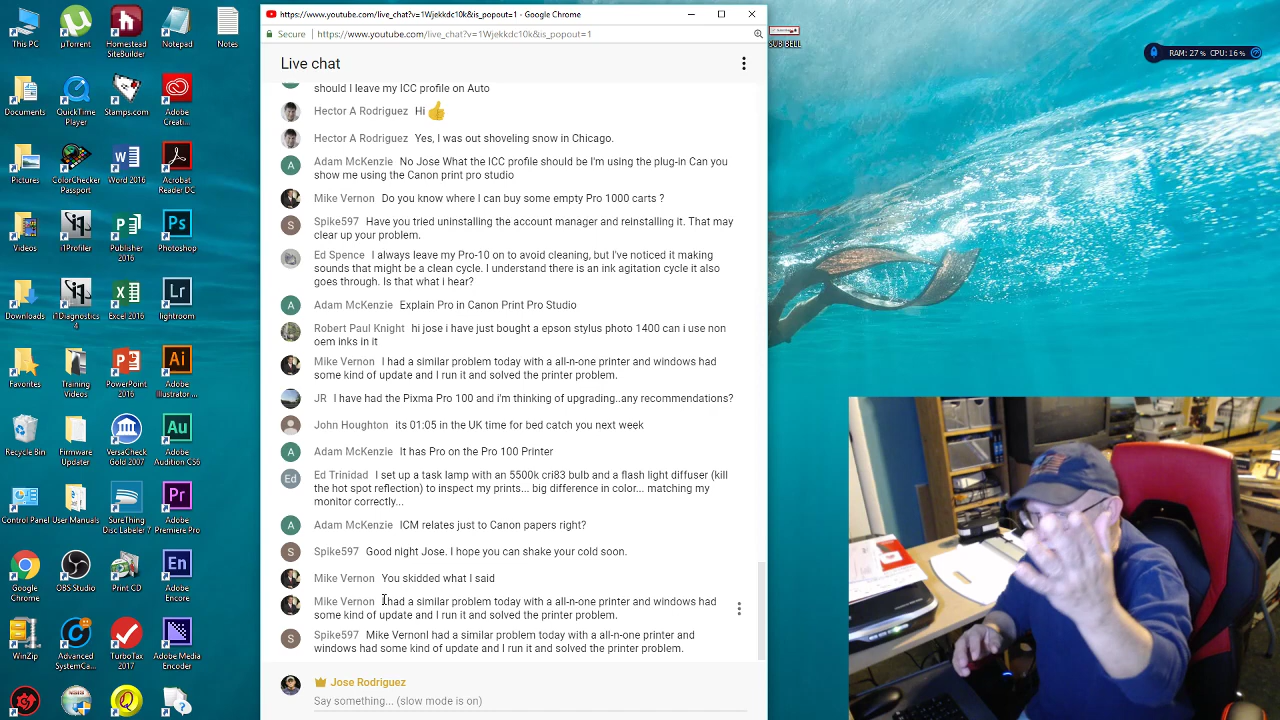 https://www.youtube.com/live_chat?v=1Wjekkdc10k&is_popout=1 - Google Chrome
Secure https://www.youtube.com/live_chat?v=1Wjekkdc10k&is_popout=1
Live chat
should I leave my ICC profile on Auto
Hector A Rodriguez Hi 👍
Hector A Rodriguez Yes, I was out shoveling snow in Chicago.
A
Adam McKenzie No Jose What the ICC profile should be I'm using the plug-in Can you
show me using the Canon print pro studio
Mike Vernon Do you know where I can buy some empty Pro 1000 carts ?
S
Spike597 Have you tried uninstalling the account manager and reinstalling it. That may
clear up your problem.
Ed Spence I always leave my Pro-10 on to avoid cleaning, but I've noticed it making
sounds that might be a clean cycle. I understand there is an ink agitation cycle it also
goes through. Is that what i hear?
A
Adam McKenzie Explain Pro in Canon Print Pro Studio
Robert Paul Knight hi jose i have just bought a epson stylus photo 1400 can i use non
oem inks in it
Mike Vernon I had a similar problem today with a all-n-one printer and windows had
some kind of update and I run it and solved the printer problem.
JR I have had the Pixma Pro 100 and i'm thinking of upgrading..any recommendations?
John Houghton its 01:05 in the UK time for bed catch you next week
A
Adam McKenzie It has Pro on the Pro 100 Printer
Ed
Ed Trinidad I set up a task lamp with an 5500k cri83 bulb and a flash light diffuser (kill
the hot spot reflection) to inspect my prints... big difference in color... matching my
monitor correctly...
A
Adam McKenzie ICM relates just to Canon papers right?
S
Spike597 Good night Jose. I hope you can shake your cold soon.
Mike Vernon You skidded what I said
Mike Vernon I had a similar problem today with a all-n-one printer and windows had
some kind of update and I run it and solved the printer problem.
S
Spike597 Mike VernonI had a similar problem today with a all-n-one printer and
windows had some kind of update and I run it and solved the printer problem.
Jose Rodriguez
Say something... (slow mode is on)
This PC
µTorrent
Homestead
SiteBuilder
Notepad
Notes
Documents
QuickTime
Player
Stamps.com
Adobe
Creati...
Pictures
ColorChecker
Passport
Word 2016
Acrobat
Reader DC
Videos
i1Profiler
Publisher
2016
Photoshop
Downloads
i1Diagnostics
4
Excel 2016
lightroom
Favorites
Training
Videos
PowerPoint
2016
Adobe
Illustrator ...
Recycle Bin
Firmware
Updater
VersaCheck
Gold 2007
Adobe
Audition CS6
Control Panel
User Manuals
SureThing
Disc Labeler 7
Adobe
Premiere Pro
Google
Chrome
OBS Studio
Print CD
Adobe
Encore
WinZip
Advanced
SystemCa...
TurboTax
2017
Adobe Media
Encoder
SUB BELL
RAM: 27 % CPU: 16 %